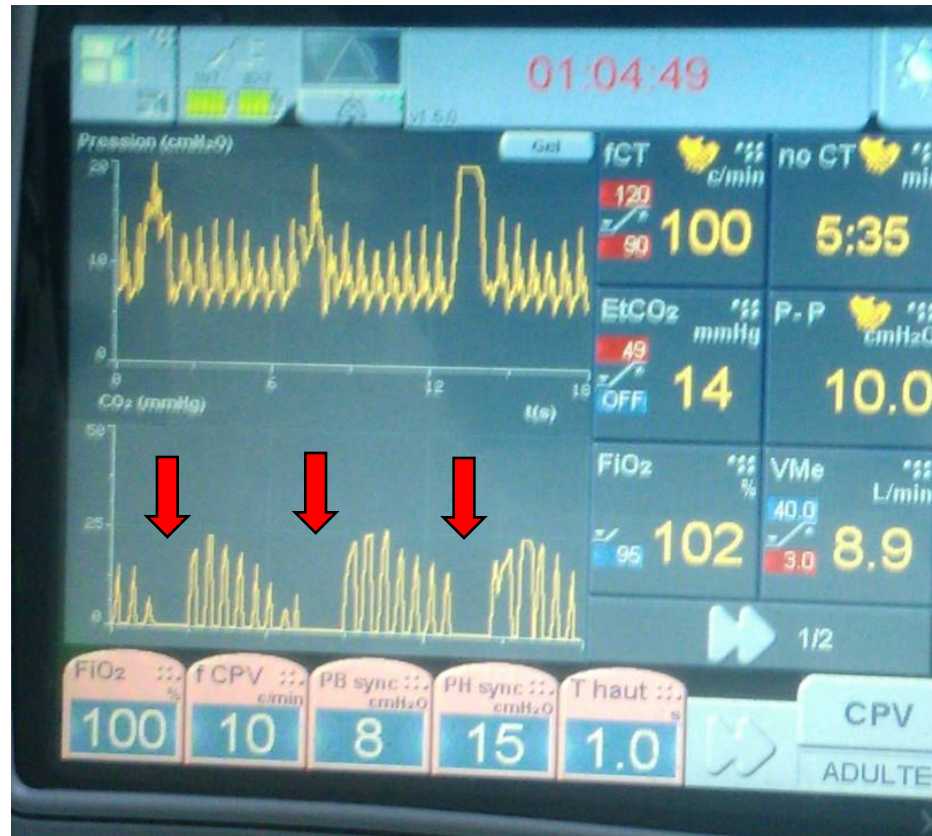 01:04:49
v1.5.0
Pression (cmH₂O)
Gel
20
10
0
0 6 12 18
t(s)
CO₂ (mmHg)
50
25
0
fCT
c/min
120
90
100
no CT
min
5:35
EtCO₂
mmHg
49
OFF
14
P-P
cmH₂O
10.0
FiO₂
%
95
102
VMe
L/min
40.0
3.0
8.9
1/2
FiO₂
%
100
f CPV
c/min
10
PB sync
cmH₂O
8
PH sync
cmH₂O
15
T haut
s
1.0
CPV
ADULTE